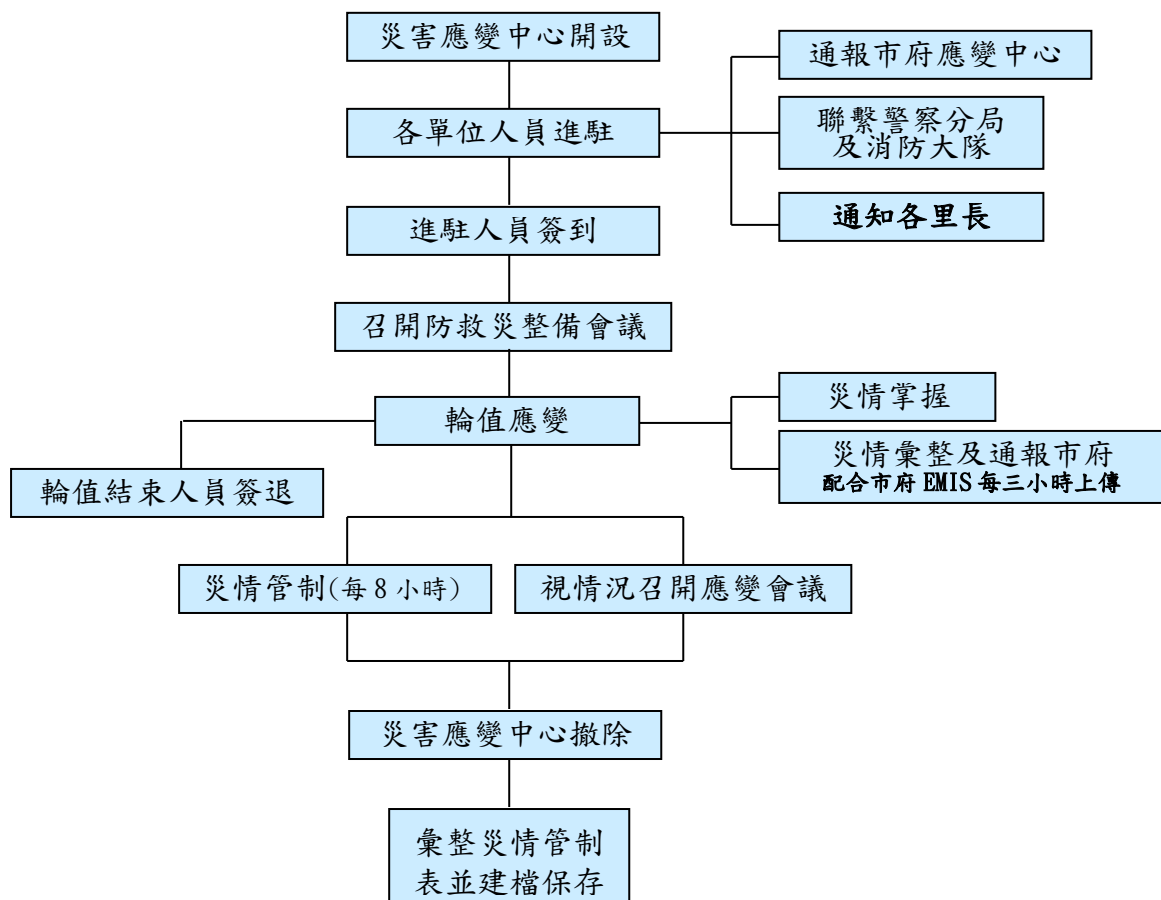 災害應變中心開設
通報市府應變中心
各單位人員進駐
聯繫警察分局
及消防大隊
通知各里長
進駐人員簽到
召開防救災整備會議
輪值應變
災情掌握
災情彙整及通報市府
配合市府 EMIS 每三小時上傳
輪值結束人員簽退
災情管制(每8小時)
視情況召開應變會議
災害應變中心撤除
彙整災情管制
表並建檔保存